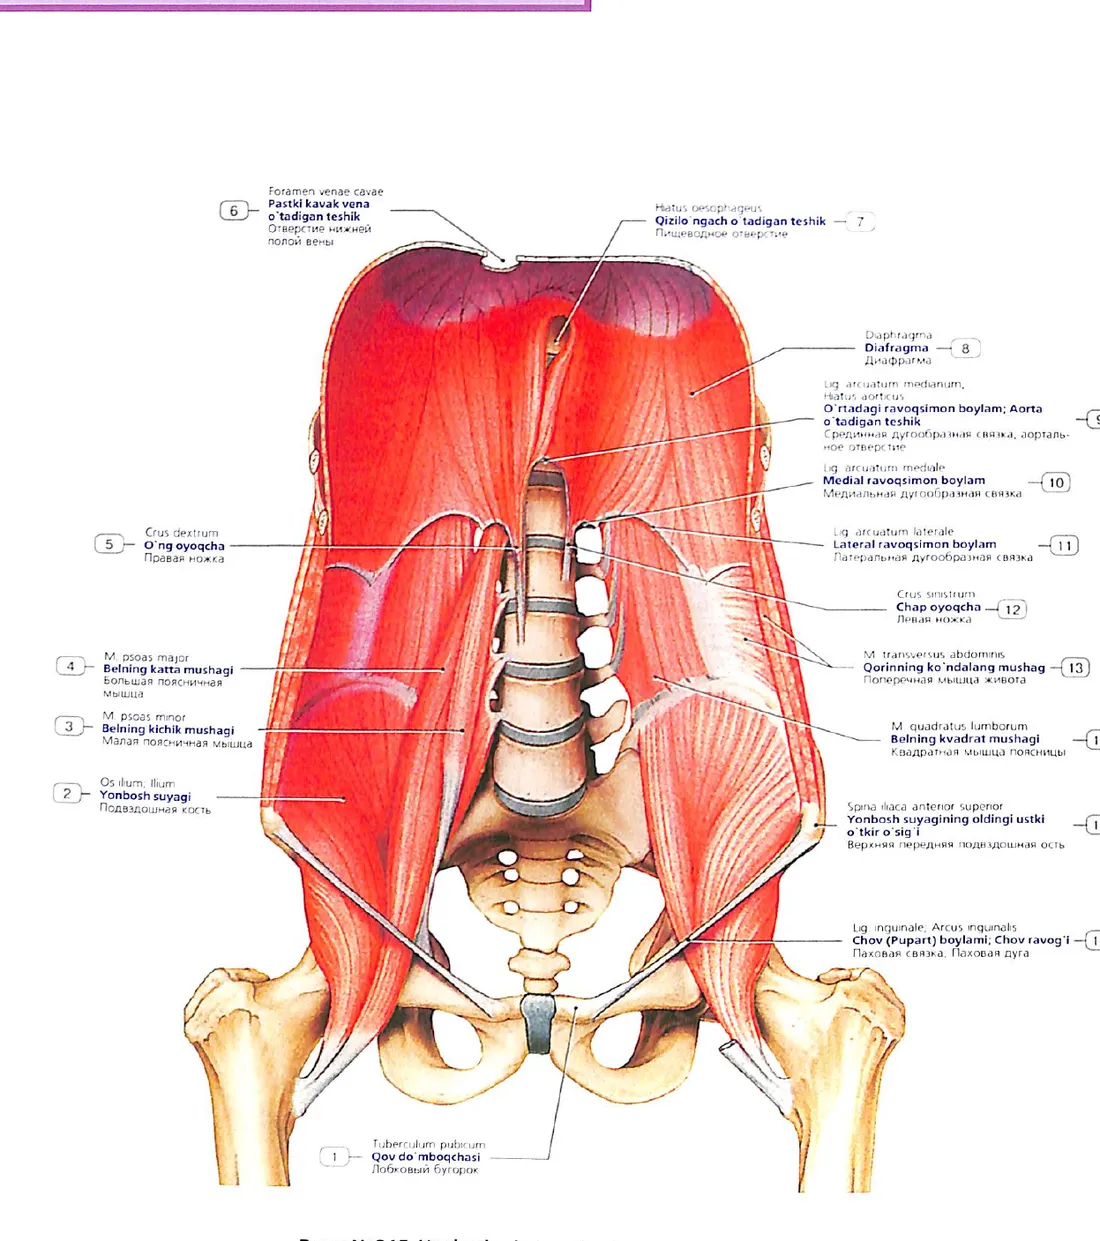 6
Foramen venae cavae
Pastki kavak vena
o`tadigan teshik
Отверстие нижней
полой вены
Hiatus oesophageus
Qizilo`ngach o`tadigan teshik
7
Пищеводное отверстие
Diaphragma
Diafragma
8
Диафрагма
Lig. arcuatum medianum,
Hiatus aorticus
O`rtadagi ravoqsimon boylam; Aorta
o`tadigan teshik
9
Срединная дугообразная связка, аорталь-
ное отверстие
Lig. arcuatum mediale
Medial ravoqsimon boylam
10
Медиальная дугообразная связка
Lig. arcuatum laterale
Lateral ravoqsimon boylam
11
Латеральная дугообразная связка
Crus sinistrum
Chap oyoqcha
12
Левая ножка
M. transversus abdominis
Qorinning ko`ndalang mushag
13
Поперечная мышца живота
M. quadratus lumborum
Belning kvadrat mushagi
1
Квадратная мышца поясницы
Spina iliaca anterior superior
Yonbosh suyagining oldingi ustki
o`tkir o`sig`i
1
Верхняя передняя подвздошная ость
Lig. inguinale; Arcus inguinalis
Chov (Pupart) boylami; Chov ravog`i
1
Паховая связка, Паховая дуга
5
Crus dextrum
O`ng oyoqcha
Правая ножка
4
M. psoas major
Belning katta mushagi
Большая поясничная
мышца
3
M. psoas minor
Belning kichik mushagi
Малая поясничная мышца
2
Os ilium; Ilium
Yonbosh suyagi
Подвздошная кость
1
Tuberculum pubicum
Qov do`mboqchasi
Лобковый бугорок